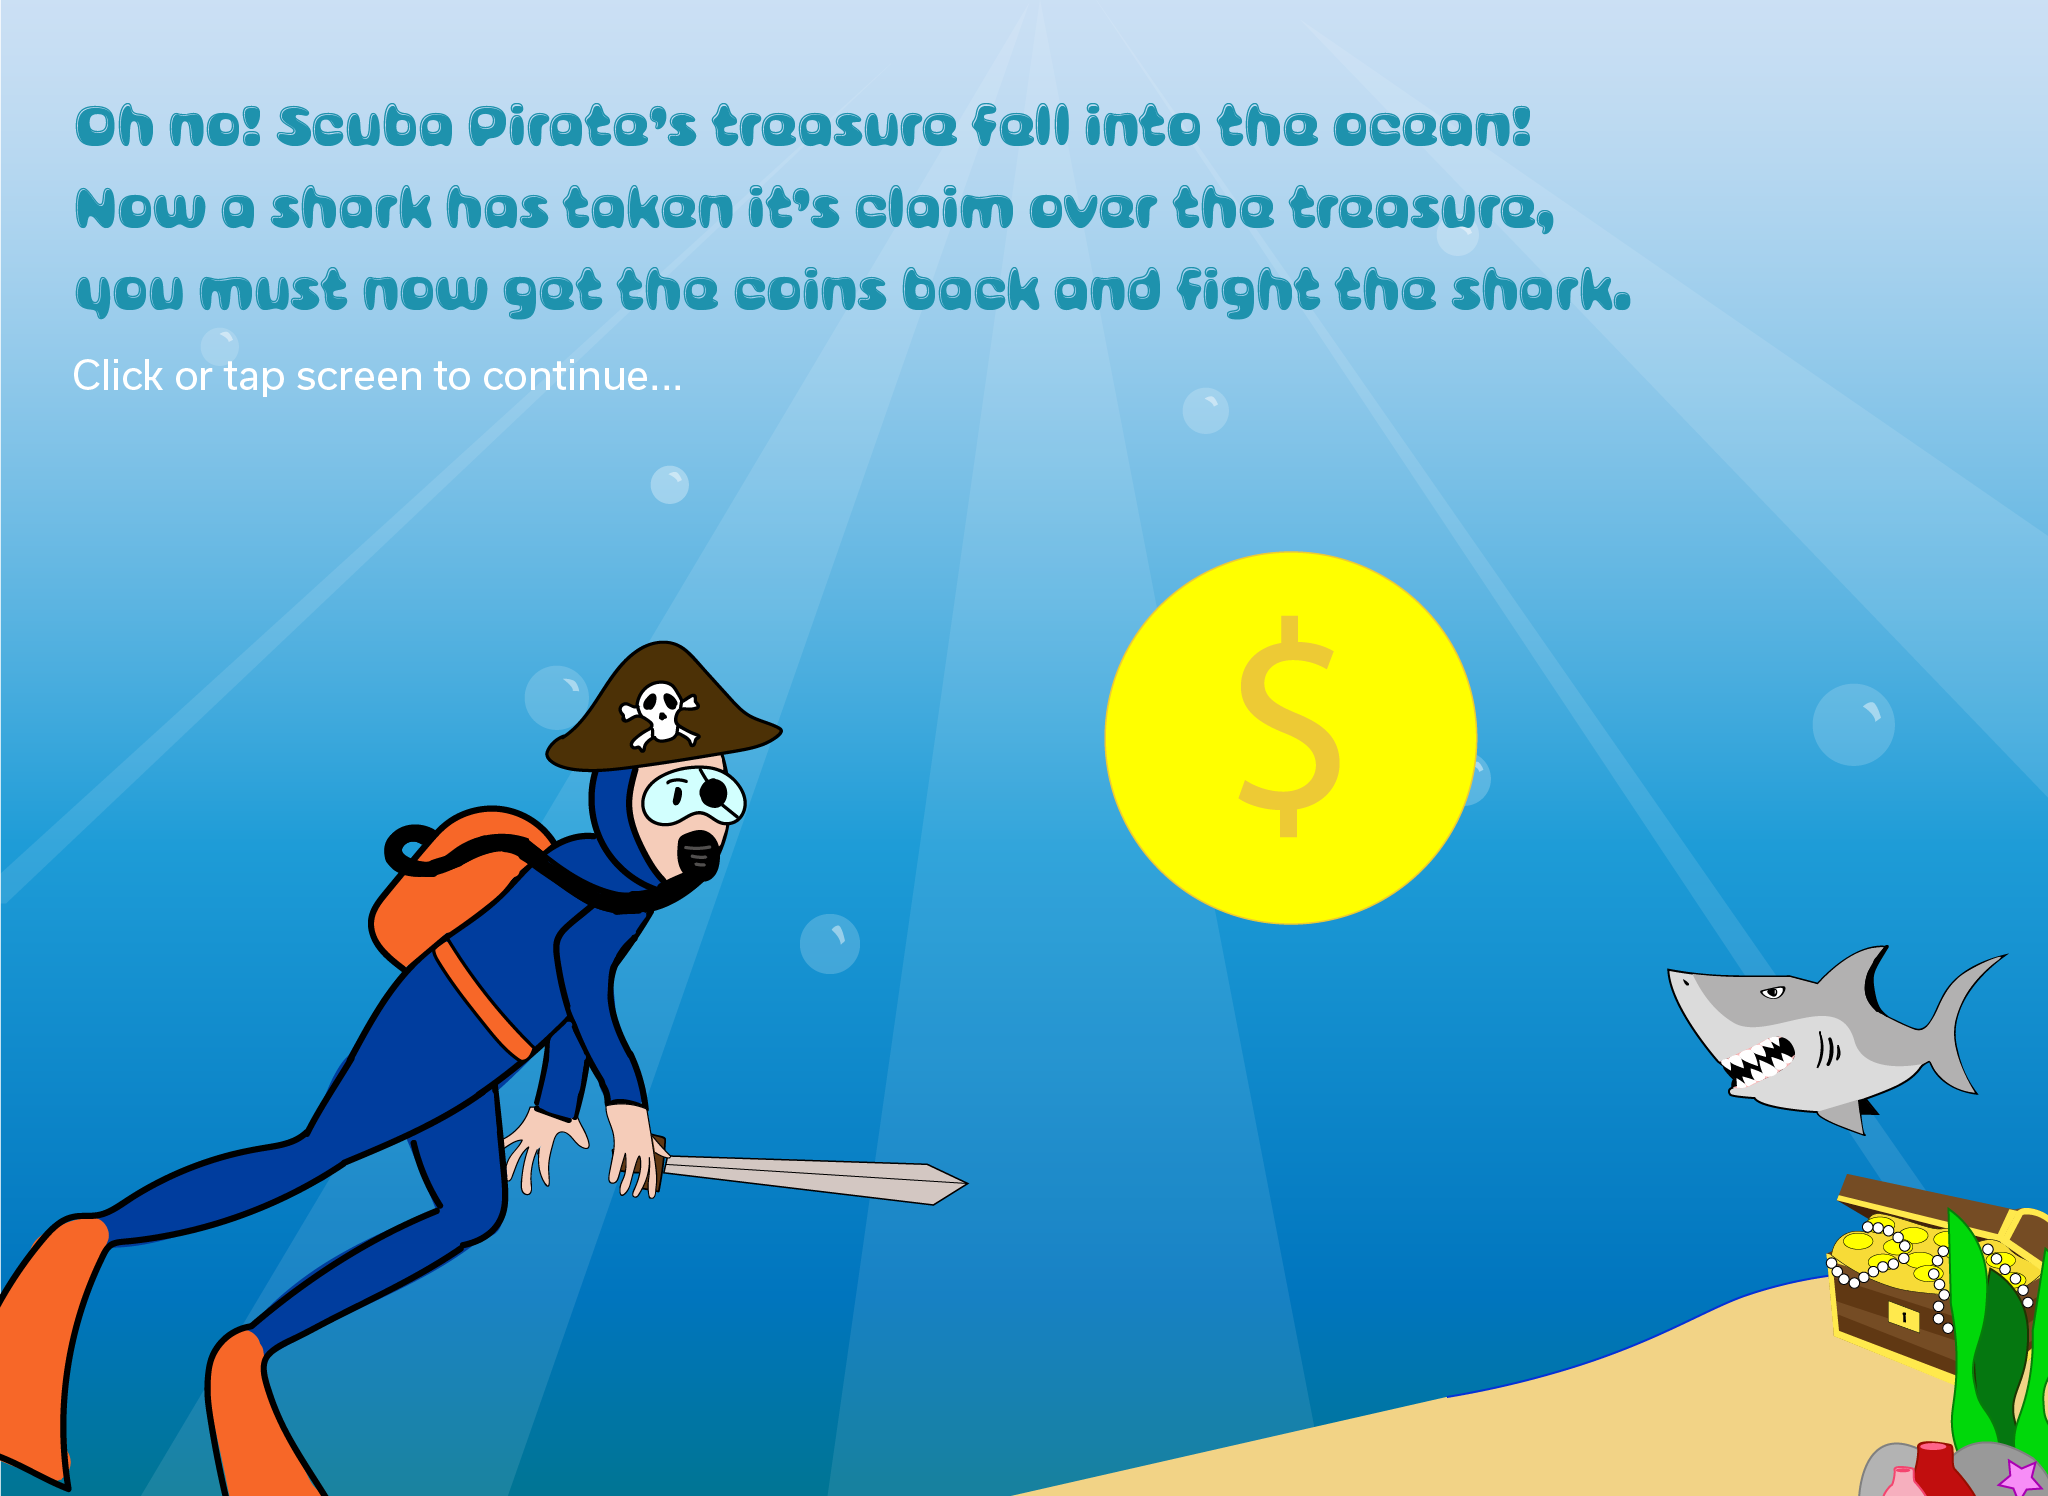 Oh no! Scuba Pirate's treasure fell into the ocean!
Now a shark has taken it's claim over the treasure,
you must now get the coins back and fight the shark.
Click or tap screen to continue...
$